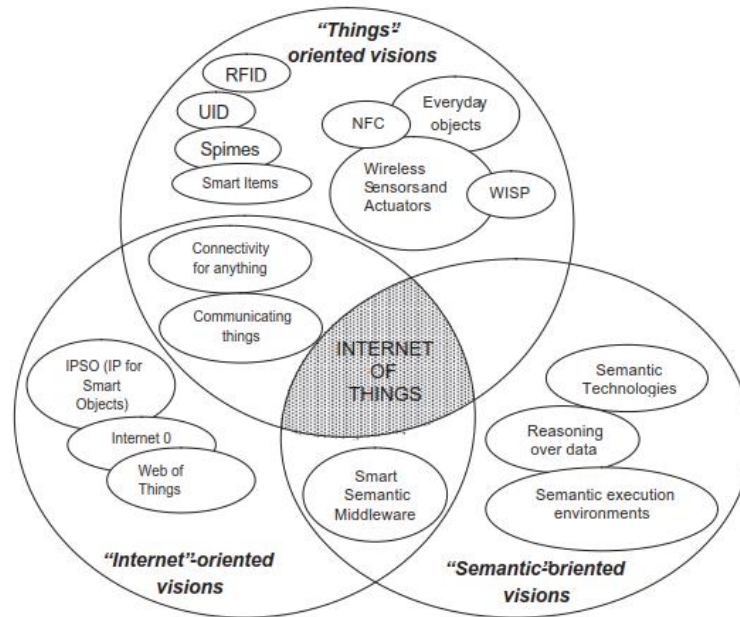 “Things”-
oriented visions
RFID
UID
Spimes
Smart Items
NFC
Everyday
objects
Wireless
Sensors and
Actuators
WISP
Connectivity
for anything
Communicating
things
INTERNET
OF
THINGS
IPSO (IP for
Smart
Objects)
Internet 0
Web of
Things
Semantic
Technologies
Reasoning
over data
Semantic execution
environments
Smart
Semantic
Middleware
“Internet”-oriented
visions
“Semantic”-oriented
visions